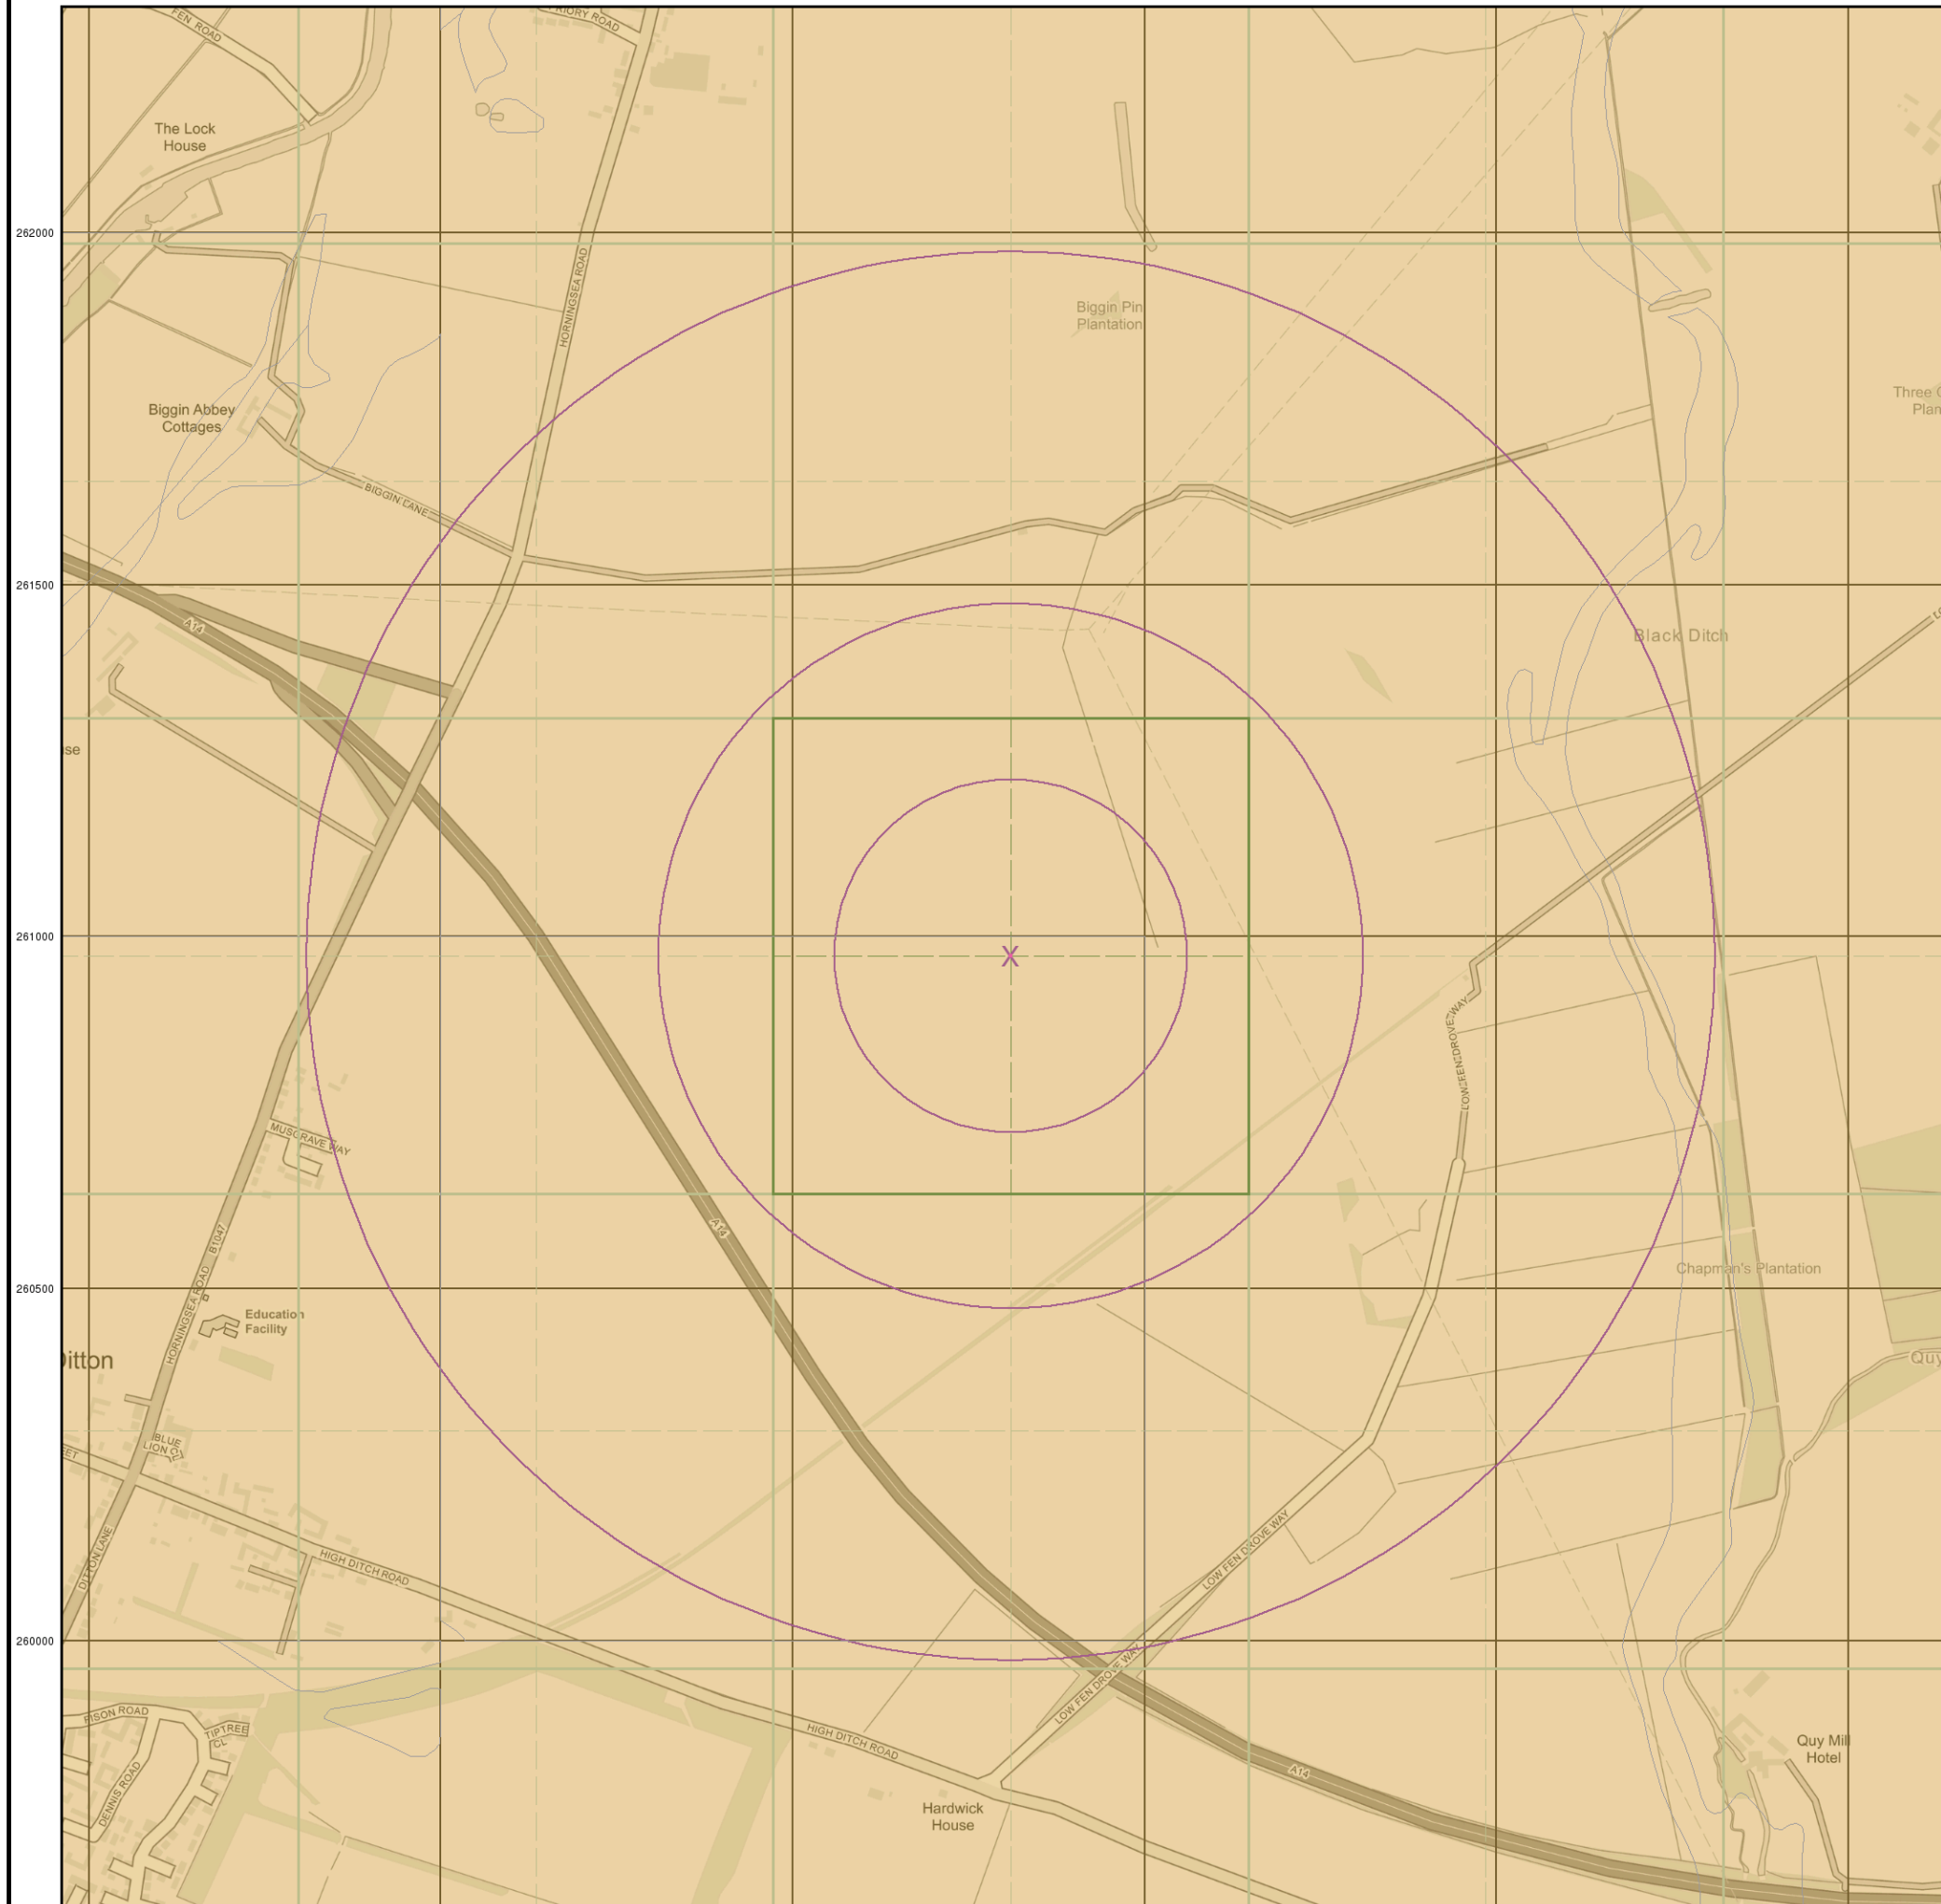 FEN ROAD
PRIORY ROAD
The Lock
House
262000
HORNINGSEA ROAD
Biggin Pin
Plantation
Biggin Abbey
Cottages
Three
BIGGIN LANE
261500
A14
Black Ditch
se
261000
X
LOW FEN DROVE WAY
MUSGRAVE WAY
B1047
A14
HORNINGSEA ROAD
260500
Chapman's Plantation
Education
Facility
Ditton
Quy
BLUE
LION CL
EET
DITTON LANE
HIGH DITCH ROAD
LOW FEN DROVE WAY
260000
LOW FEN DROVE WAY
RISON ROAD
TIPTREE
CL
HIGH DITCH ROAD
Quy Mill
Hotel
DENNIS ROAD
A14
Hardwick
House